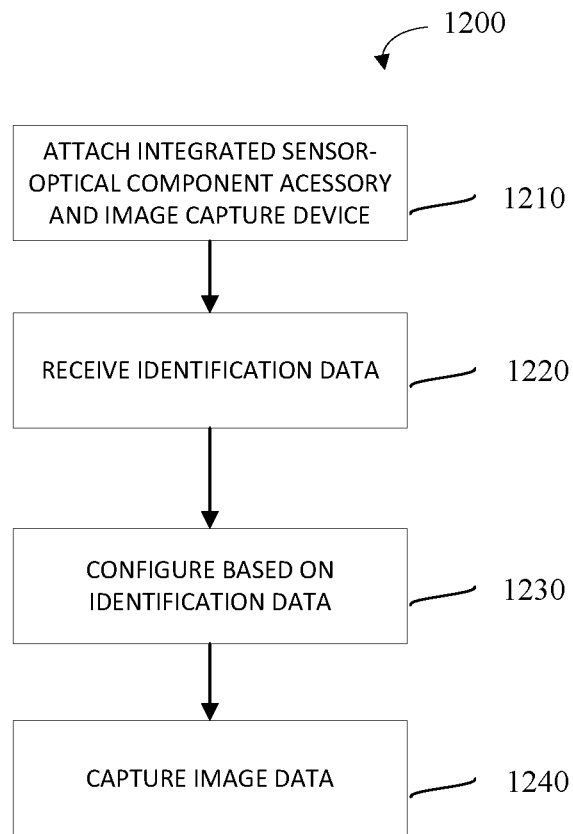 1200
ATTACH INTEGRATED SENSOR-
OPTICAL COMPONENT ACESSORY
AND IMAGE CAPTURE DEVICE
1210
RECEIVE IDENTIFICATION DATA
1220
CONFIGURE BASED ON
IDENTIFICATION DATA
1230
CAPTURE IMAGE DATA
1240